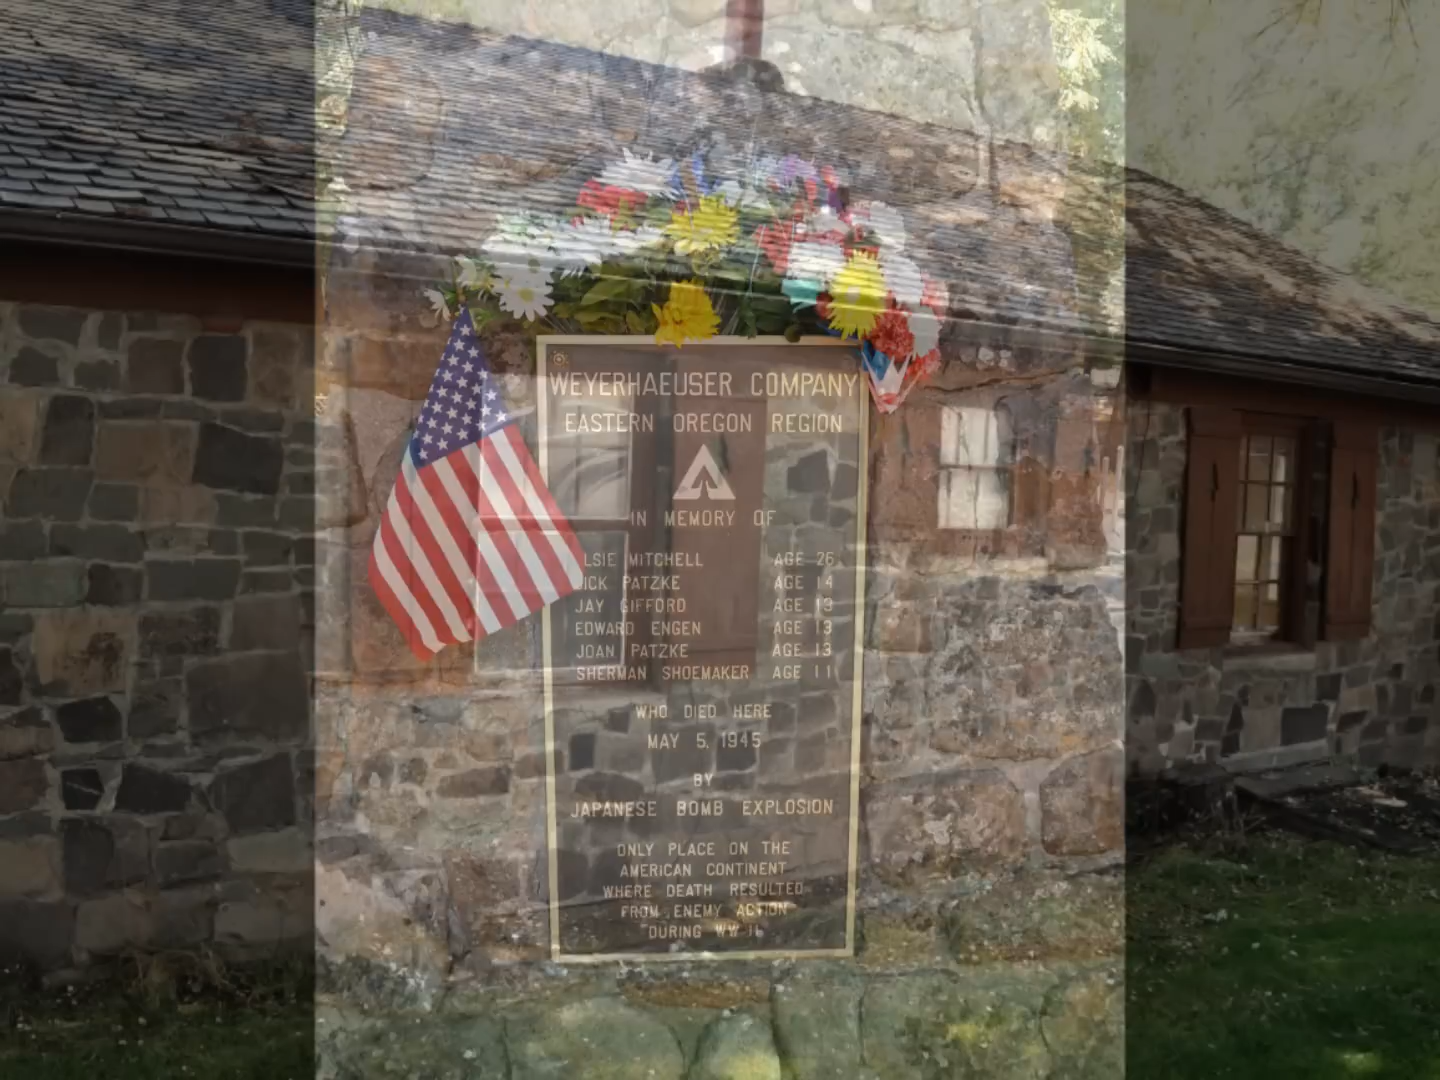 WEYERHAEUSER COMPANY
EASTERN OREGON REGION
IN MEMORY OF
ELSIE MITCHELL AGE 26
DICK PATZKE AGE 14
JAY GIFFORD AGE 13
EDWARD ENGEN AGE 13
JOAN PATZKE AGE 13
SHERMAN SHOEMAKER AGE 11
WHO DIED HERE
MAY 5, 1945
BY
JAPANESE BOMB EXPLOSION
ONLY PLACE ON THE
AMERICAN CONTINENT
WHERE DEATH RESULTED
FROM ENEMY ACTION
DURING WW II